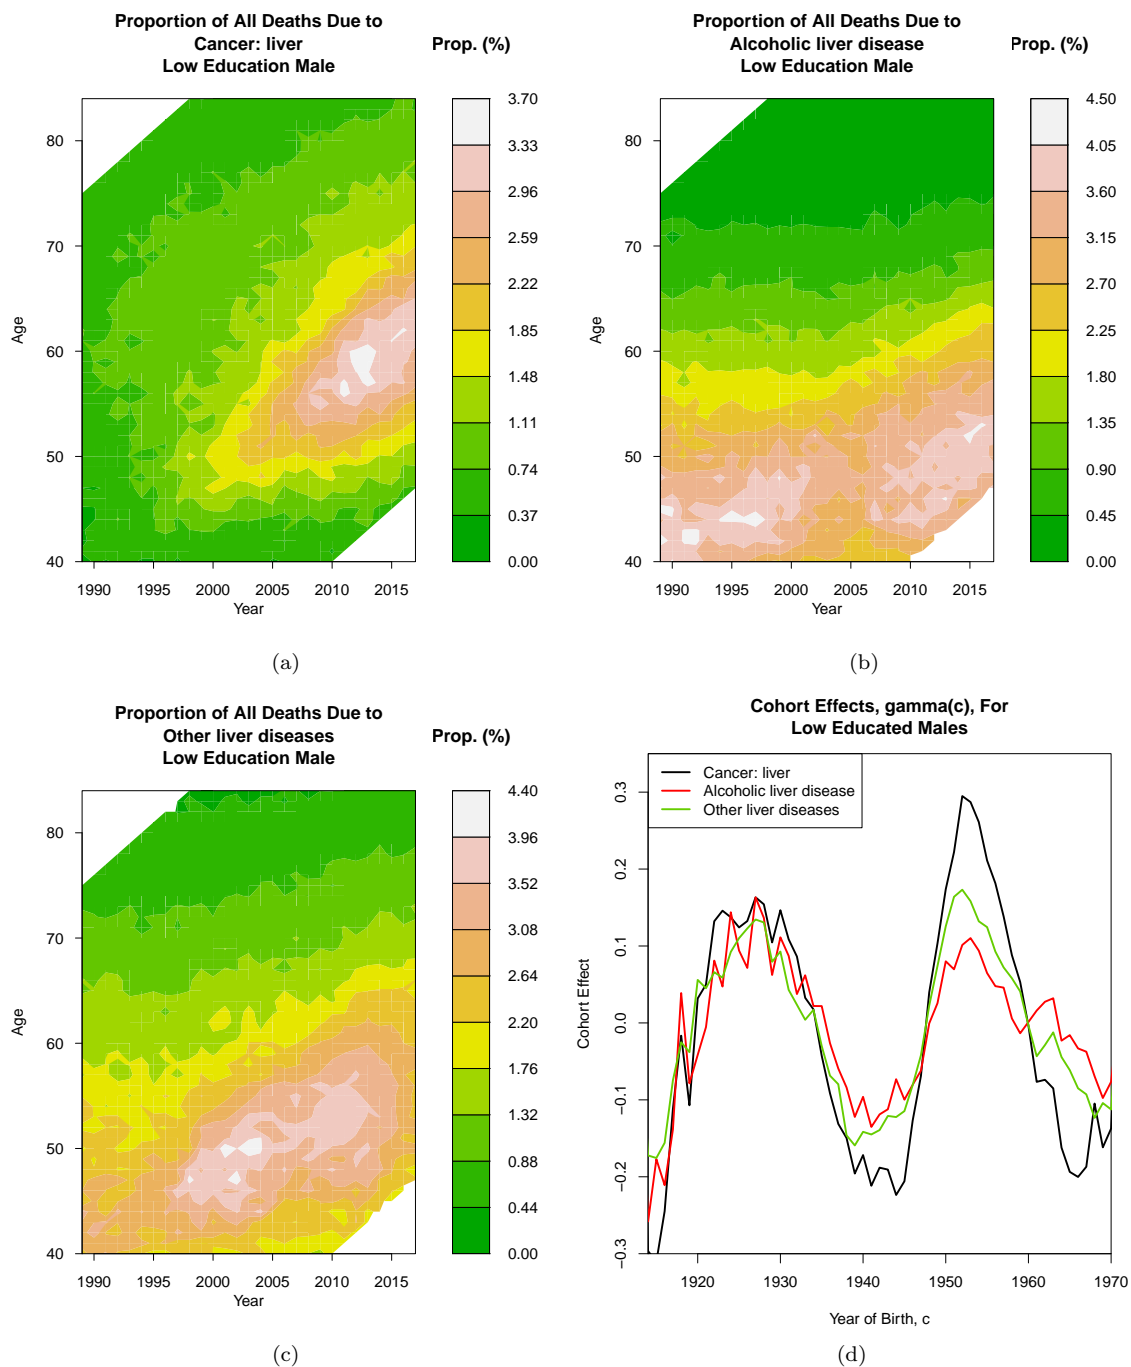 Proportion of All Deaths Due to
Cancer: liver
Low Education Male
Prop. (%)
80
70
60
50
40
Age
1990 1995 2000 2005 2010 2015
Year
3.70
3.33
2.96
2.59
2.22
1.85
1.48
1.11
0.74
0.37
0.00
(a)
Proportion of All Deaths Due to
Alcoholic liver disease
Low Education Male
Prop. (%)
80
70
60
50
40
Age
1990 1995 2000 2005 2010 2015
Year
4.50
4.05
3.60
3.15
2.70
2.25
1.80
1.35
0.90
0.45
0.00
(b)
Proportion of All Deaths Due to
Other liver diseases
Low Education Male
Prop. (%)
80
70
60
50
40
Age
1990 1995 2000 2005 2010 2015
Year
4.40
3.96
3.52
3.08
2.64
2.20
1.76
1.32
0.88
0.44
0.00
(c)
Cohort Effects, gamma(c), For
Low Educated Males
Cancer: liver
Alcoholic liver disease
Other liver diseases
0.3
0.2
0.1
0.0
−0.1
−0.2
−0.3
Cohort Effect
1920 1930 1940 1950 1960 1970
Year of Birth, c
(d)